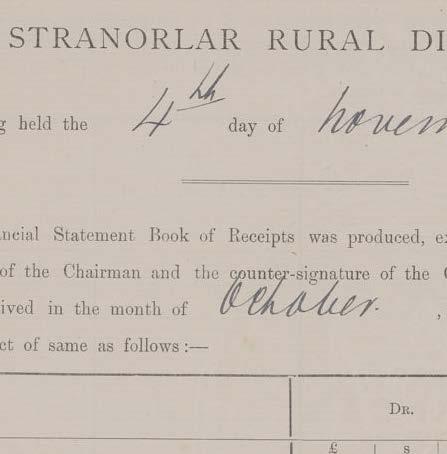 STRANORLAR RURAL DI
g held the 4th day of Novem
ncial Statement Book of Receipts was produced, ex
of the Chairman and the counter-signature of the C
ived in the month of October. ,
ct of same as follows :—
DR.
£ s